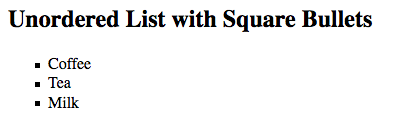 Unordered List with Square Bullets
▪ Coffee
▪ Tea
▪ Milk